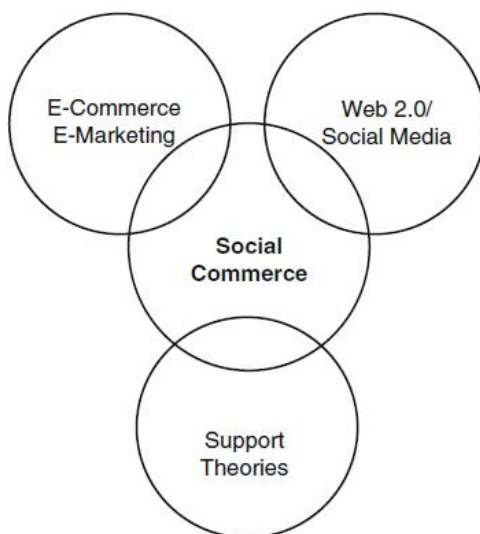 E-Commerce
E-Marketing
Web 2.0/
Social Media
Social
Commerce
Support
Theories